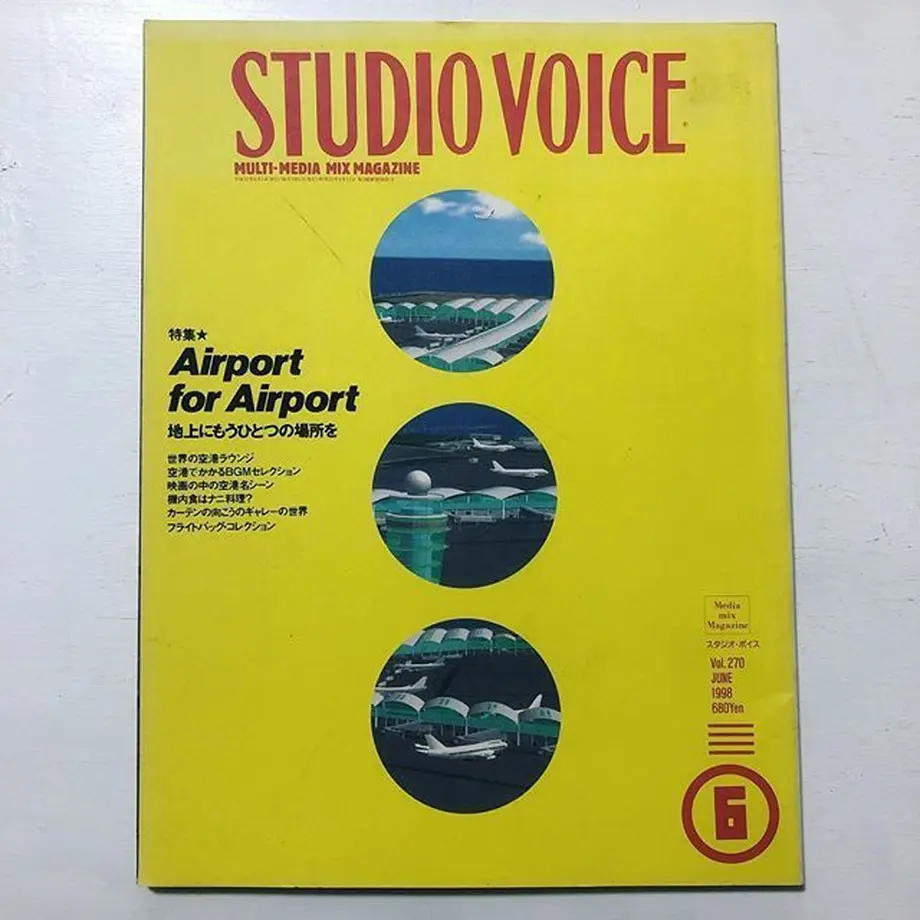 STUDIO VOICE
MULTI-MEDIA MIX MAGAZINE
特集★
Airport
for Airport
地上にもうひとつの場所を
世界の空港ラウンジ
空港でかかるBGMセレクション
映画の中の空港名シーン
機内食はナニ料理?
カーテンの向こうのギャレーの世界
フライトバッグ・コレクション
Media
mix
Magazine
スタジオ・ボイス
Vol. 270
JUNE
1998
680Yen
6